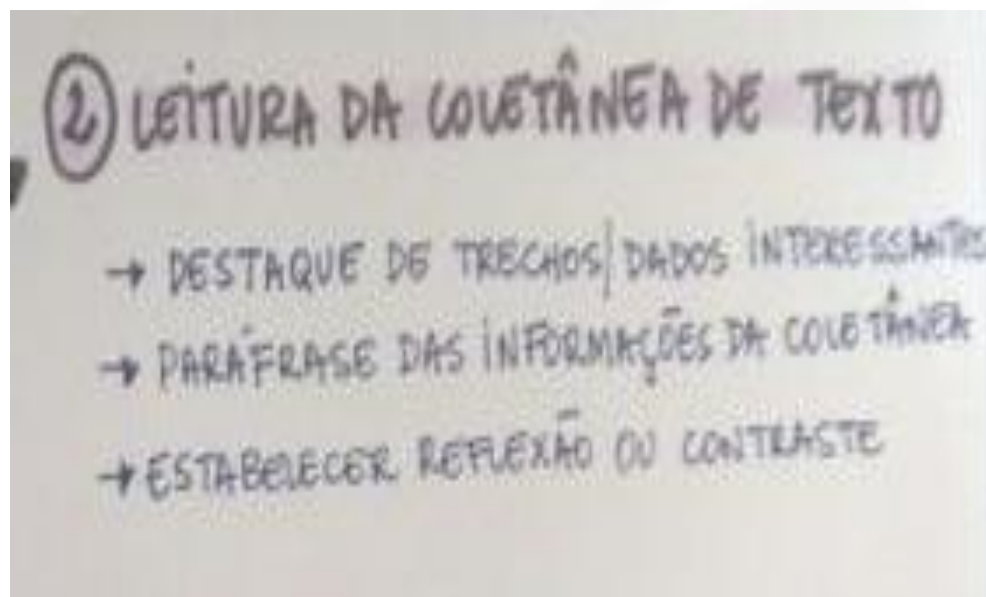 2 LEITURA DA COLETÂNEA DE TEXTO
→ DESTAQUE DE TRECHOS/DADOS INTERESSANTES
→ PARÁFRASE DAS INFORMAÇÕES DA COLETÂNEA
→ ESTABELECER REFLEXÃO OU CONTRASTE